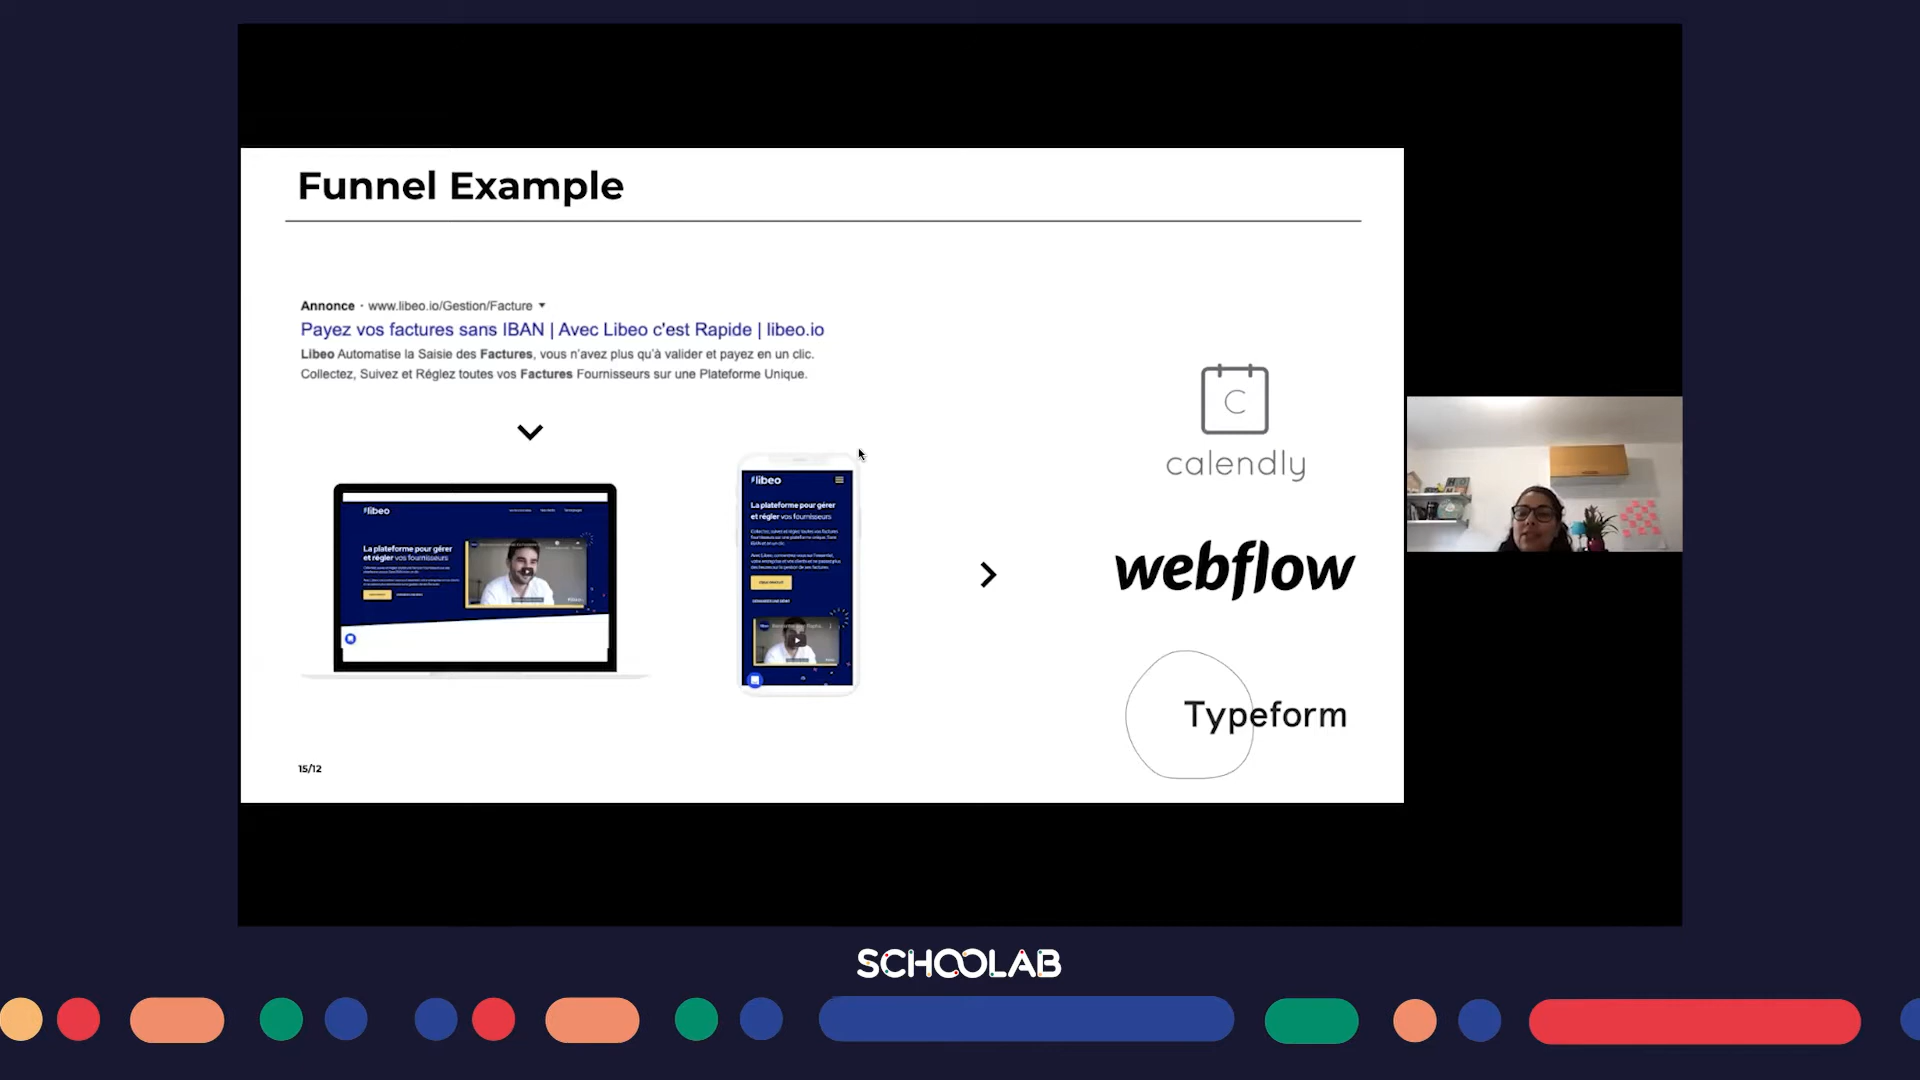 Funnel Example
Annonce · www.libeo.io/Gestion/Facture
Payez vos factures sans IBAN | Avec Libeo c'est Rapide | libeo.io
Libeo Automatise la Saisie des Factures, vous n'avez plus qu'à valider et payez en un clic.
Collectez, Suivez et Réglez toutes vos Factures Fournisseurs sur une Plateforme Unique.
libeo
La plateforme pour gérer
et régler vos fournisseurs
libeo
La plateforme pour gérer
et régler vos fournisseurs
C
calendly
webflow
Typeform
15/12
SCHOOLAB